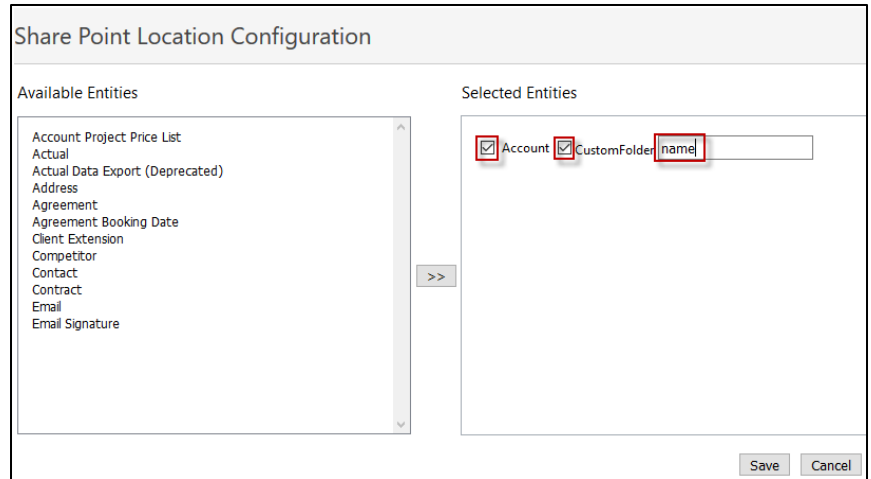 Share Point Location Configuration
Available Entities
Selected Entities
Account Project Price List
Actual
Actual Data Export (Deprecated)
Address
Agreement
Agreement Booking Date
Client Extension
Competitor
Contact
Contract
Email
Email Signature
>>
Account CustomFolder name
Save Cancel